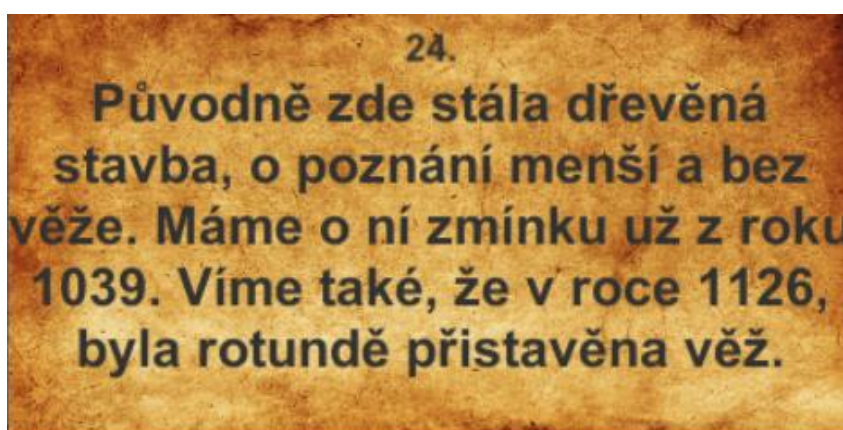 24.
Původně zde stála dřevěná
stavba, o poznání menší a bez
věže. Máme o ní zmínku už z roku
1039. Víme také, že v roce 1126,
byla rotundě přistavěna věž.